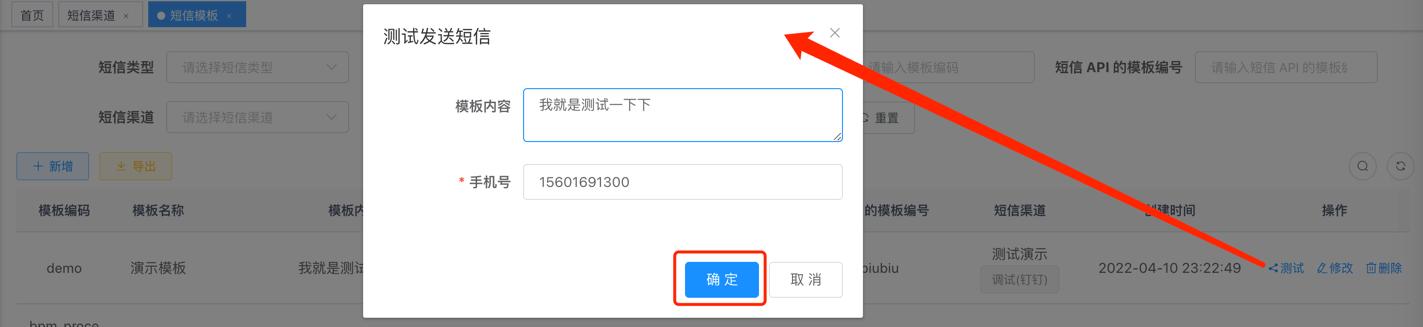 首页 短信渠道 × 短信模板 ×
测试发送短信
短信类型 请选择短信类型 请输入模板编码 短信 API 的模板编号 请输入短信 API 的模板
模板内容 我就是测试一下下
短信渠道 请选择短信渠道 重置
新增 导出
* 手机号 15601691300
模板编码 模板名称 模板内 的模板编号 短信渠道 创建时间 操作
demo 演示模板 我就是测试 biubiu 测试演示 调试(钉钉) 2022-04-10 23:22:49 测试 修改 删除
确定 取消